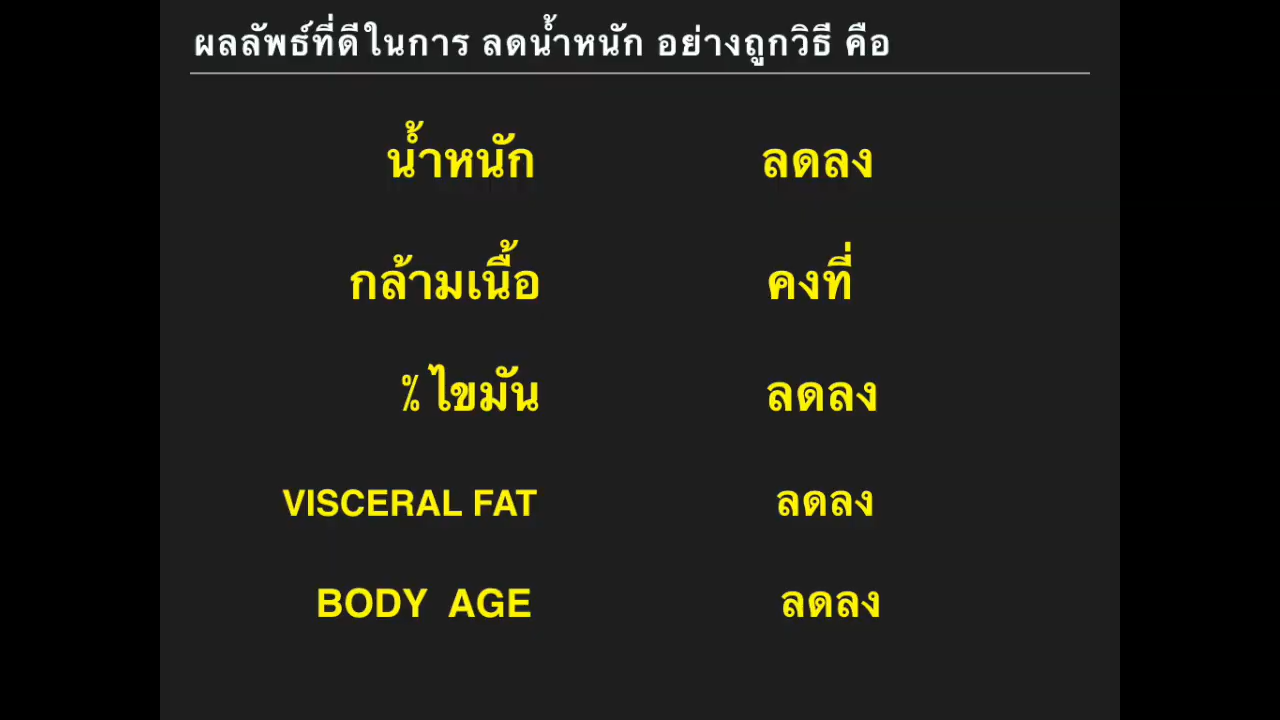 ผลลัพธ์ที่ดีในการ ลดน้ำหนัก อย่างถูกวิธี คือ
น้ำหนัก ลดลง
กล้ามเนื้อ คงที่
% ไขมัน ลดลง
VISCERAL FAT ลดลง
BODY AGE ลดลง